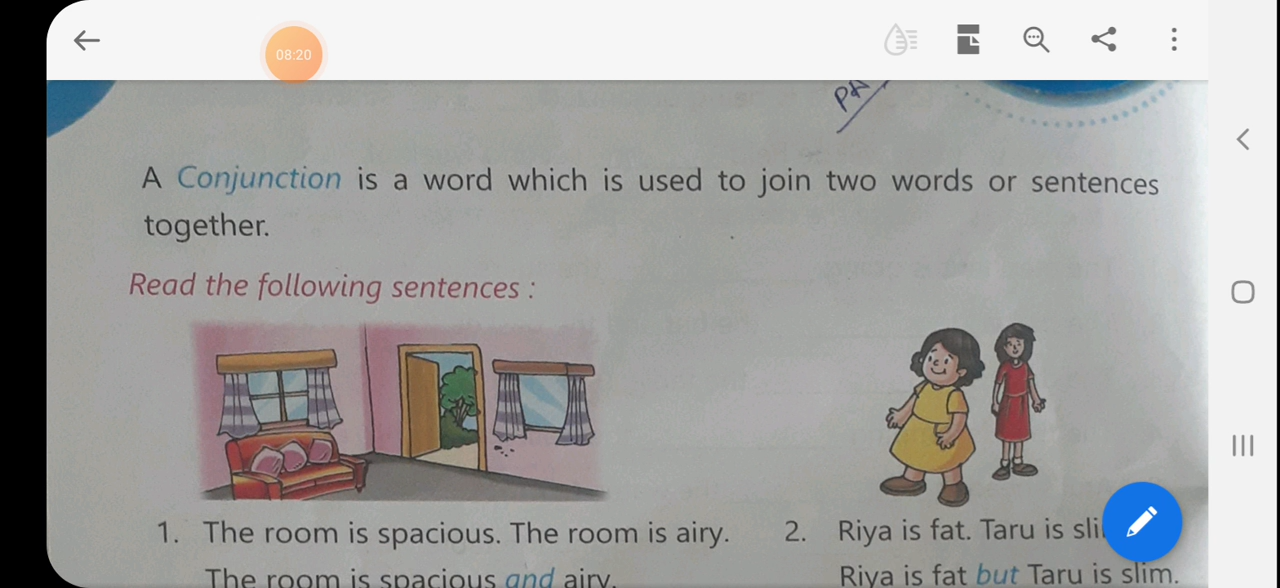 08:20
PA
A Conjunction is a word which is used to join two words or sentences
together.
Read the following sentences :
1. The room is spacious. The room is airy.
The room is spacious and airy.
2. Riya is fat. Taru is
Riya is fat but Taru is slim.